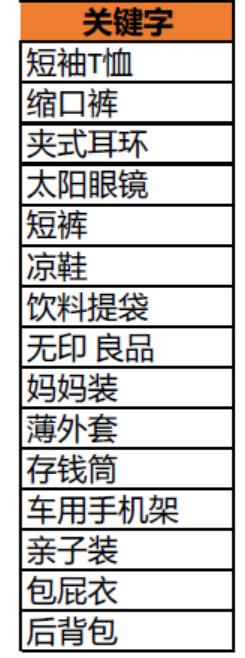 关键字
短袖T恤
缩口裤
夹式耳环
太阳眼镜
短裤
凉鞋
饮料提袋
无印 良品
妈妈装
薄外套
存钱筒
车用手机架
亲子装
包屁衣
后背包